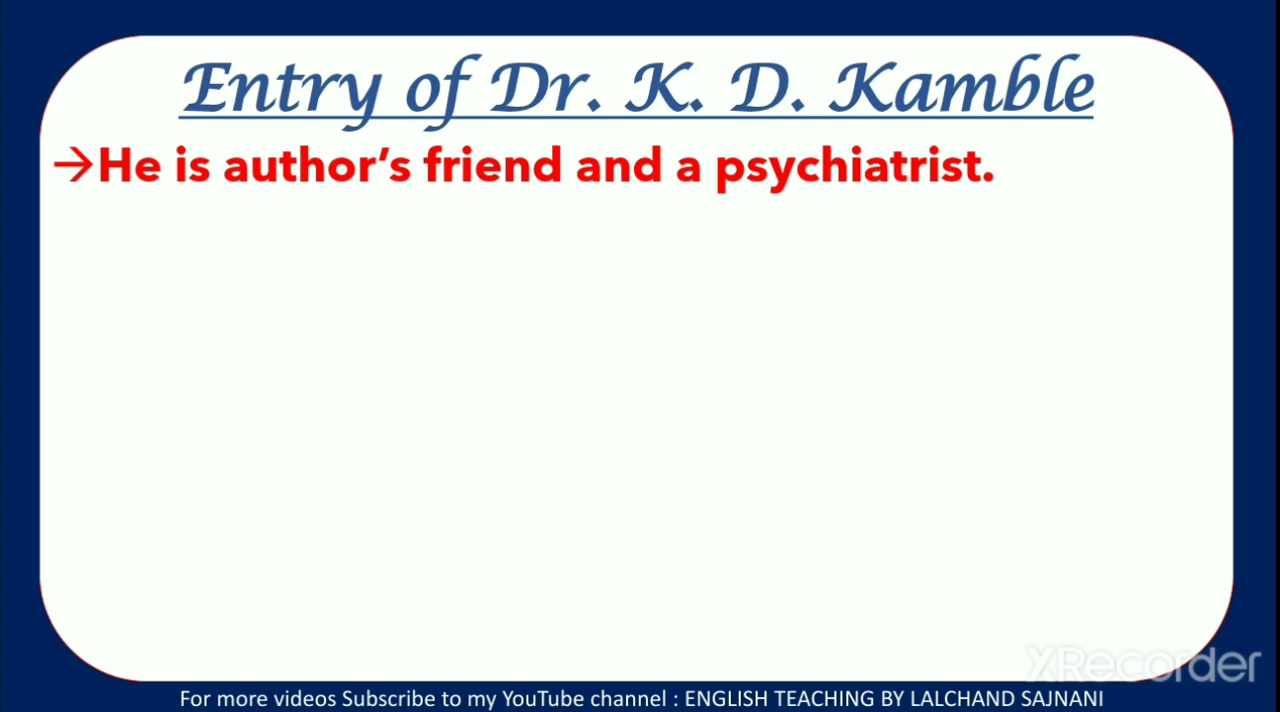 Entry of Dr. K. D. Kamble
→He is author's friend and a psychiatrist.
XRecorder
For more videos Subscribe to my YouTube channel : ENGLISH TEACHING BY LALCHAND SAJNANI